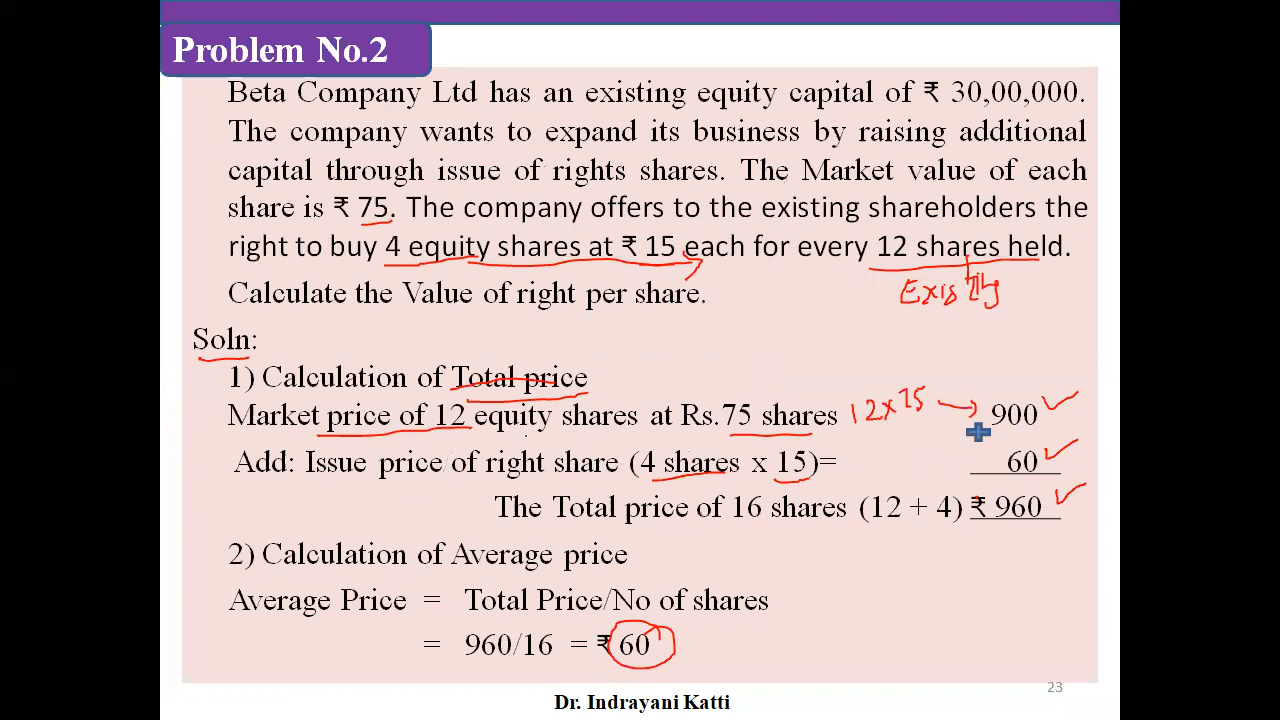 Problem No.2
Beta Company Ltd has an existing equity capital of ₹ 30,00,000.
The company wants to expand its business by raising additional
capital through issue of rights shares. The Market value of each
share is ₹ 75. The company offers to the existing shareholders the
right to buy 4 equity shares at ₹ 15 each for every 12 shares held.
Existing
Calculate the Value of right per share.
Soln:
1) Calculation of Total price
Market price of 12 equity shares at Rs.75 shares 12x75 900
Add: Issue price of right share (4 shares x 15)= 60
The Total price of 16 shares (12 + 4) ₹ 960
2) Calculation of Average price
Average Price = Total Price/No of shares
= 960/16 = ₹ 60
23
Dr. Indrayani Katti